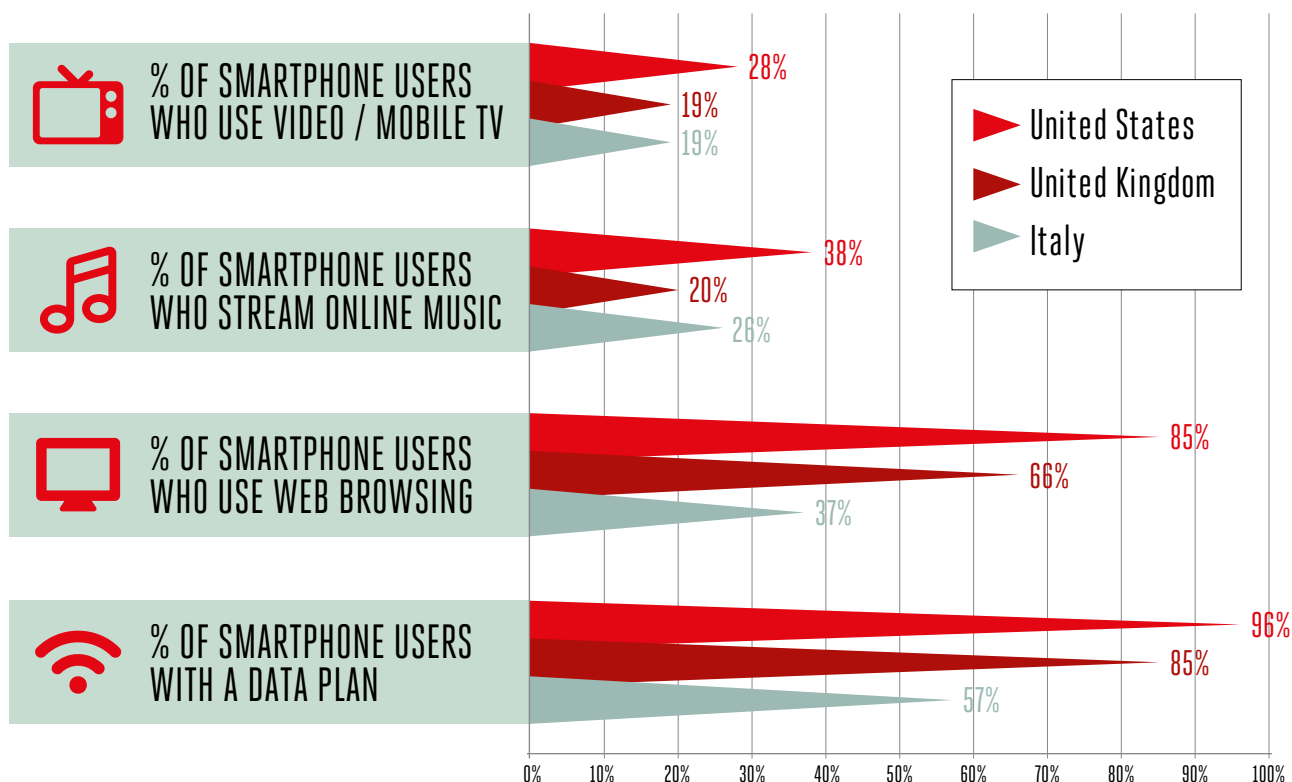 % OF SMARTPHONE USERS
WHO USE VIDEO / MOBILE TV
28%
19%
19%
United States
United Kingdom
Italy
% OF SMARTPHONE USERS
WHO STREAM ONLINE MUSIC
38%
20%
26%
% OF SMARTPHONE USERS
WHO USE WEB BROWSING
85%
66%
37%
% OF SMARTPHONE USERS
WITH A DATA PLAN
96%
85%
57%
0% 10% 20% 30% 40% 50% 60% 70% 80% 90% 100%